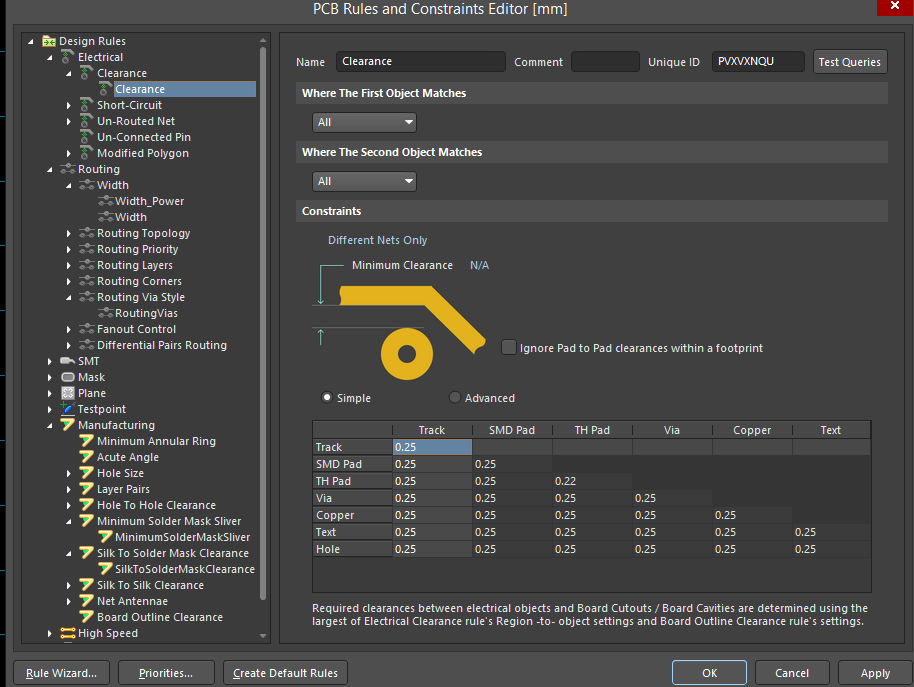 PCB Rules and Constraints Editor [mm]
Design Rules
Electrical
Clearance
Clearance
Short-Circuit
Un-Routed Net
Un-Connected Pin
Modified Polygon
Routing
Width
Width_Power
Width
Routing Topology
Routing Priority
Routing Layers
Routing Corners
Routing Via Style
RoutingVias
Fanout Control
Differential Pairs Routing
SMT
Mask
Plane
Testpoint
Manufacturing
Minimum Annular Ring
Acute Angle
Hole Size
Layer Pairs
Hole To Hole Clearance
Minimum Solder Mask Sliver
MinimumSolderMaskSliver
Silk To Solder Mask Clearance
SilkToSolderMaskClearance
Silk To Silk Clearance
Net Antennae
Board Outline Clearance
High Speed
Name Clearance Comment Unique ID PVXVXNQU Test Queries
Where The First Object Matches
All
Where The Second Object Matches
All
Constraints
Different Nets Only
Minimum Clearance N/A
Ignore Pad to Pad clearances within a footprint
Simple Advanced
Track SMD Pad TH Pad Via Copper Text
Track 0.25
SMD Pad 0.25 0.25
TH Pad 0.25 0.25 0.22
Via 0.25 0.25 0.25 0.25
Copper 0.25 0.25 0.25 0.25 0.25
Text 0.25 0.25 0.25 0.25 0.25 0.25
Hole 0.25 0.25 0.25 0.25 0.25 0.25
Required clearances between electrical objects and Board Cutouts / Board Cavities are determined using the
largest of Electrical Clearance rule's Region -to- object settings and Board Outline Clearance rule's settings.
Rule Wizard... Priorities... Create Default Rules OK Cancel Apply